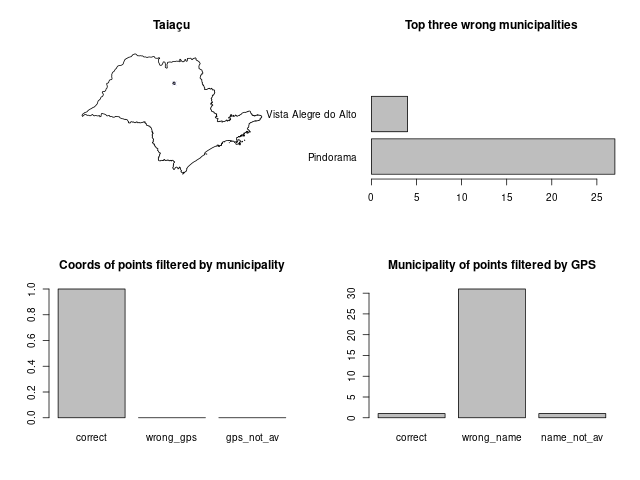 Taiaçu
Top three wrong municipalities
Vista Alegre do Alto
Pindorama
0 5 10 15 20 25
Coords of points filtered by municipality
0.0 0.2 0.4 0.6 0.8 1.0
correct wrong_gps gps_not_av
Municipality of points filtered by GPS
0 5 10 15 20 25 30
correct wrong_name name_not_av